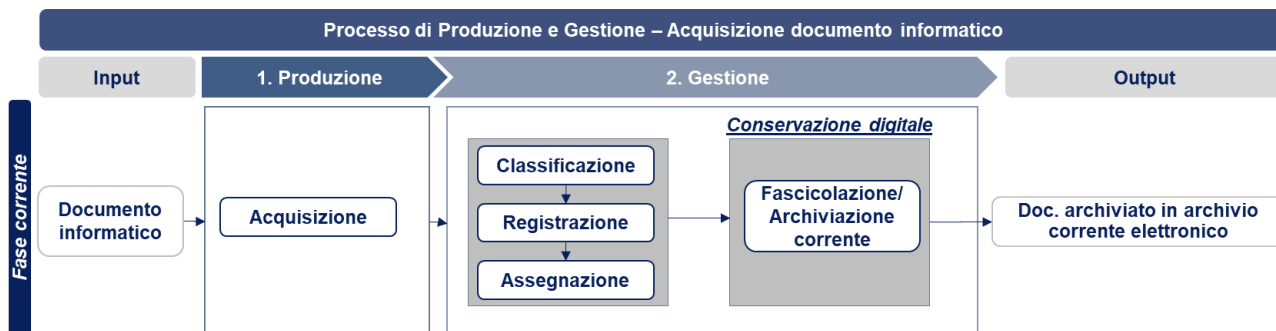 Processo di Produzione e Gestione – Acquisizione documento informatico
Input
1. Produzione
2. Gestione
Output
Fase corrente
Documento
informatico
Acquisizione
Classificazione
Registrazione
Assegnazione
Conservazione digitale
Fascicolazione/
Archiviazione
corrente
Doc. archiviato in archivio
corrente elettronico